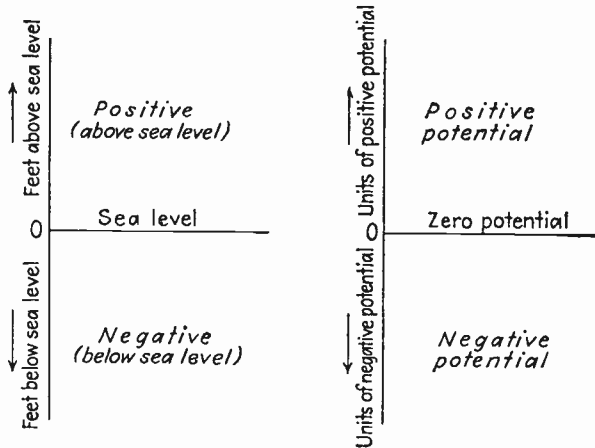 Feet above sea level
Positive
(above sea level)
Sea level
0
Feet below sea level
Negative
(below sea level)
Units of positive potential
Positive
potential
Zero potential
0
Units of negative potential
Negative
potential